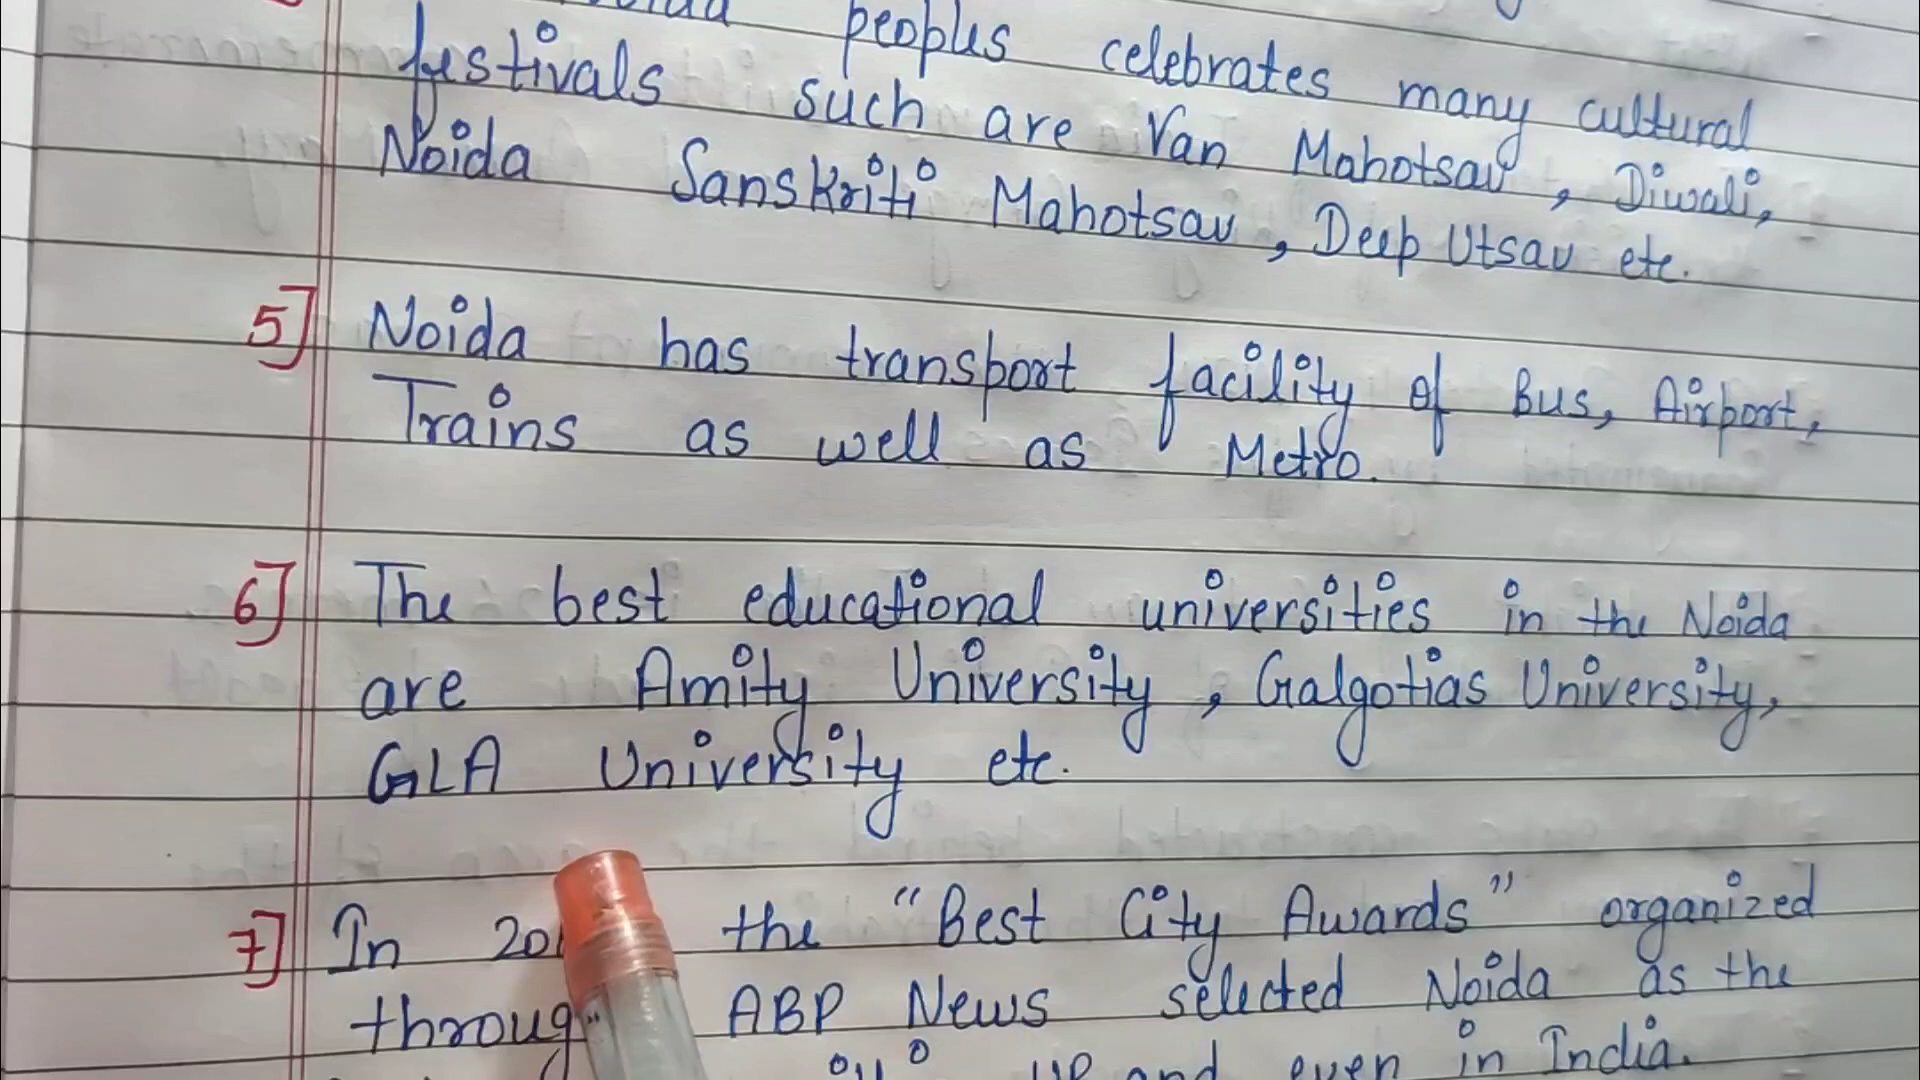 peoples celebrates many cultural
festivals such are Van Mahotsav, Diwali,
Noida Sanskriti Mahotsav, Deep Utsav etc.
5] Noida has transport facility of Bus, Airport,
Trains as well as Metro.
6] The best educational universities in the Noida
are Amity University, Galgotias University,
GLA University etc.
7] In the "Best City Awards" organized
ABP News selected Noida as the
UP and even in India.